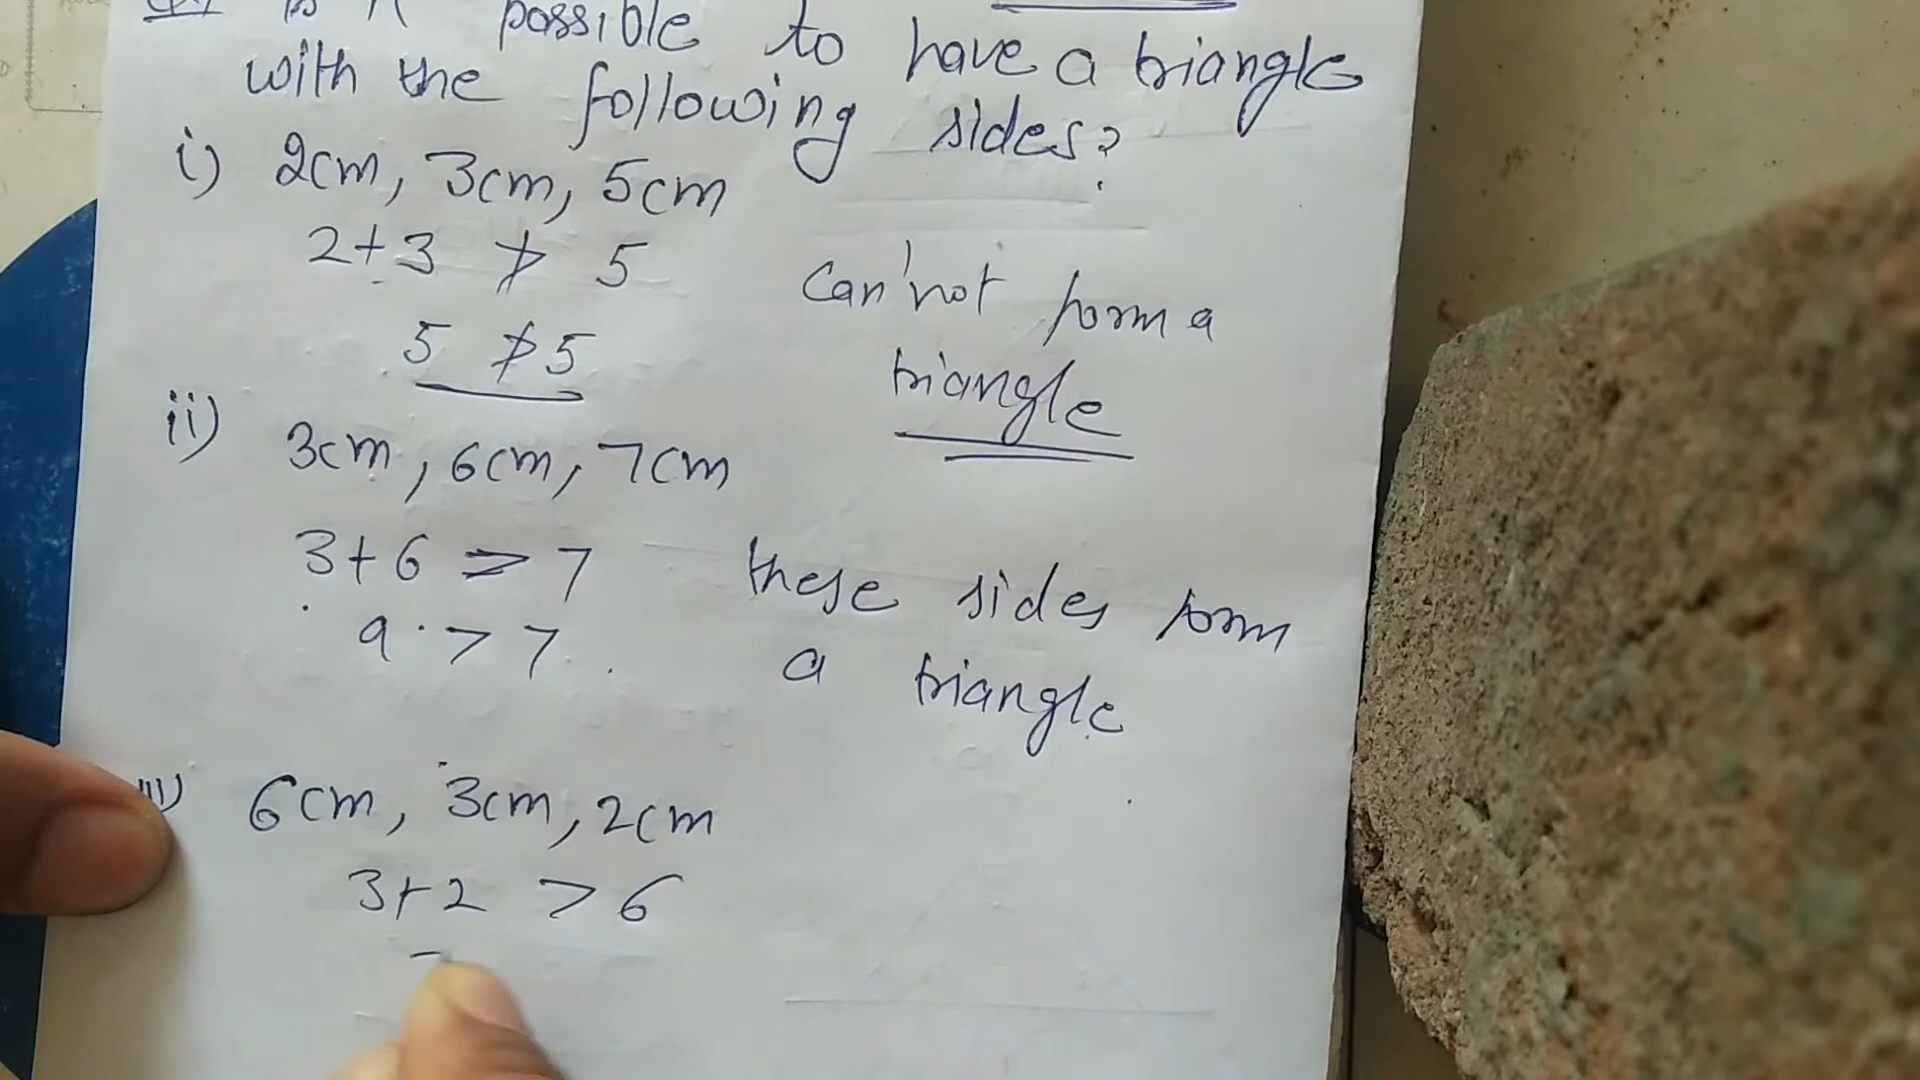 is it possible to have a triangle
with the following sides?
i) 2cm, 3cm, 5cm
2+3 ≯ 5
5 ≯ 5
can'not form a
triangle
ii) 3cm, 6cm, 7cm
3+6 > 7
9 > 7
these sides form
a triangle
iii) 6cm, 3cm, 2cm
3+2 > 6